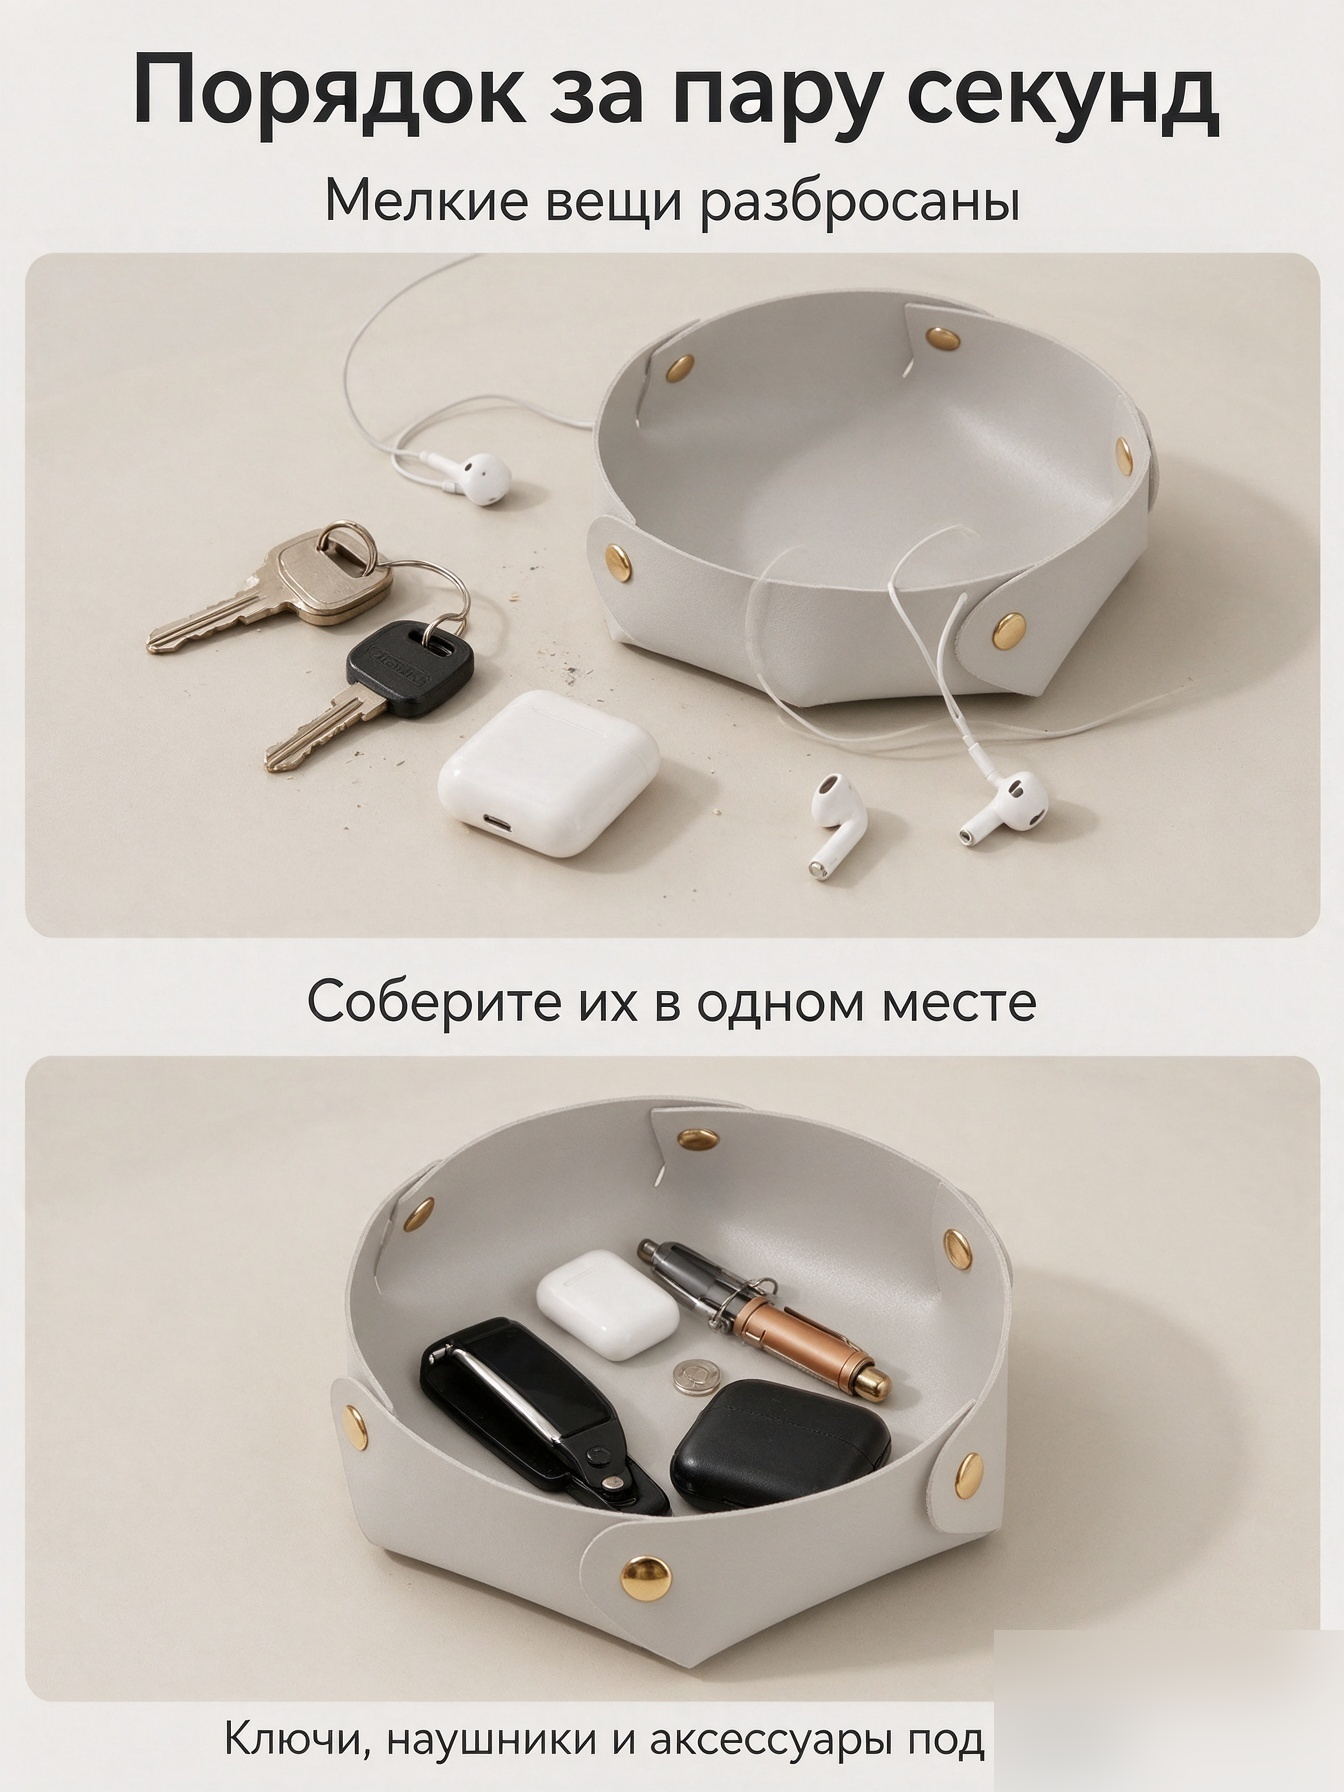 Порядок за пару секунд
Мелкие вещи разбросаны
Соберите их в одном месте
Ключи, наушники и аксессуары под